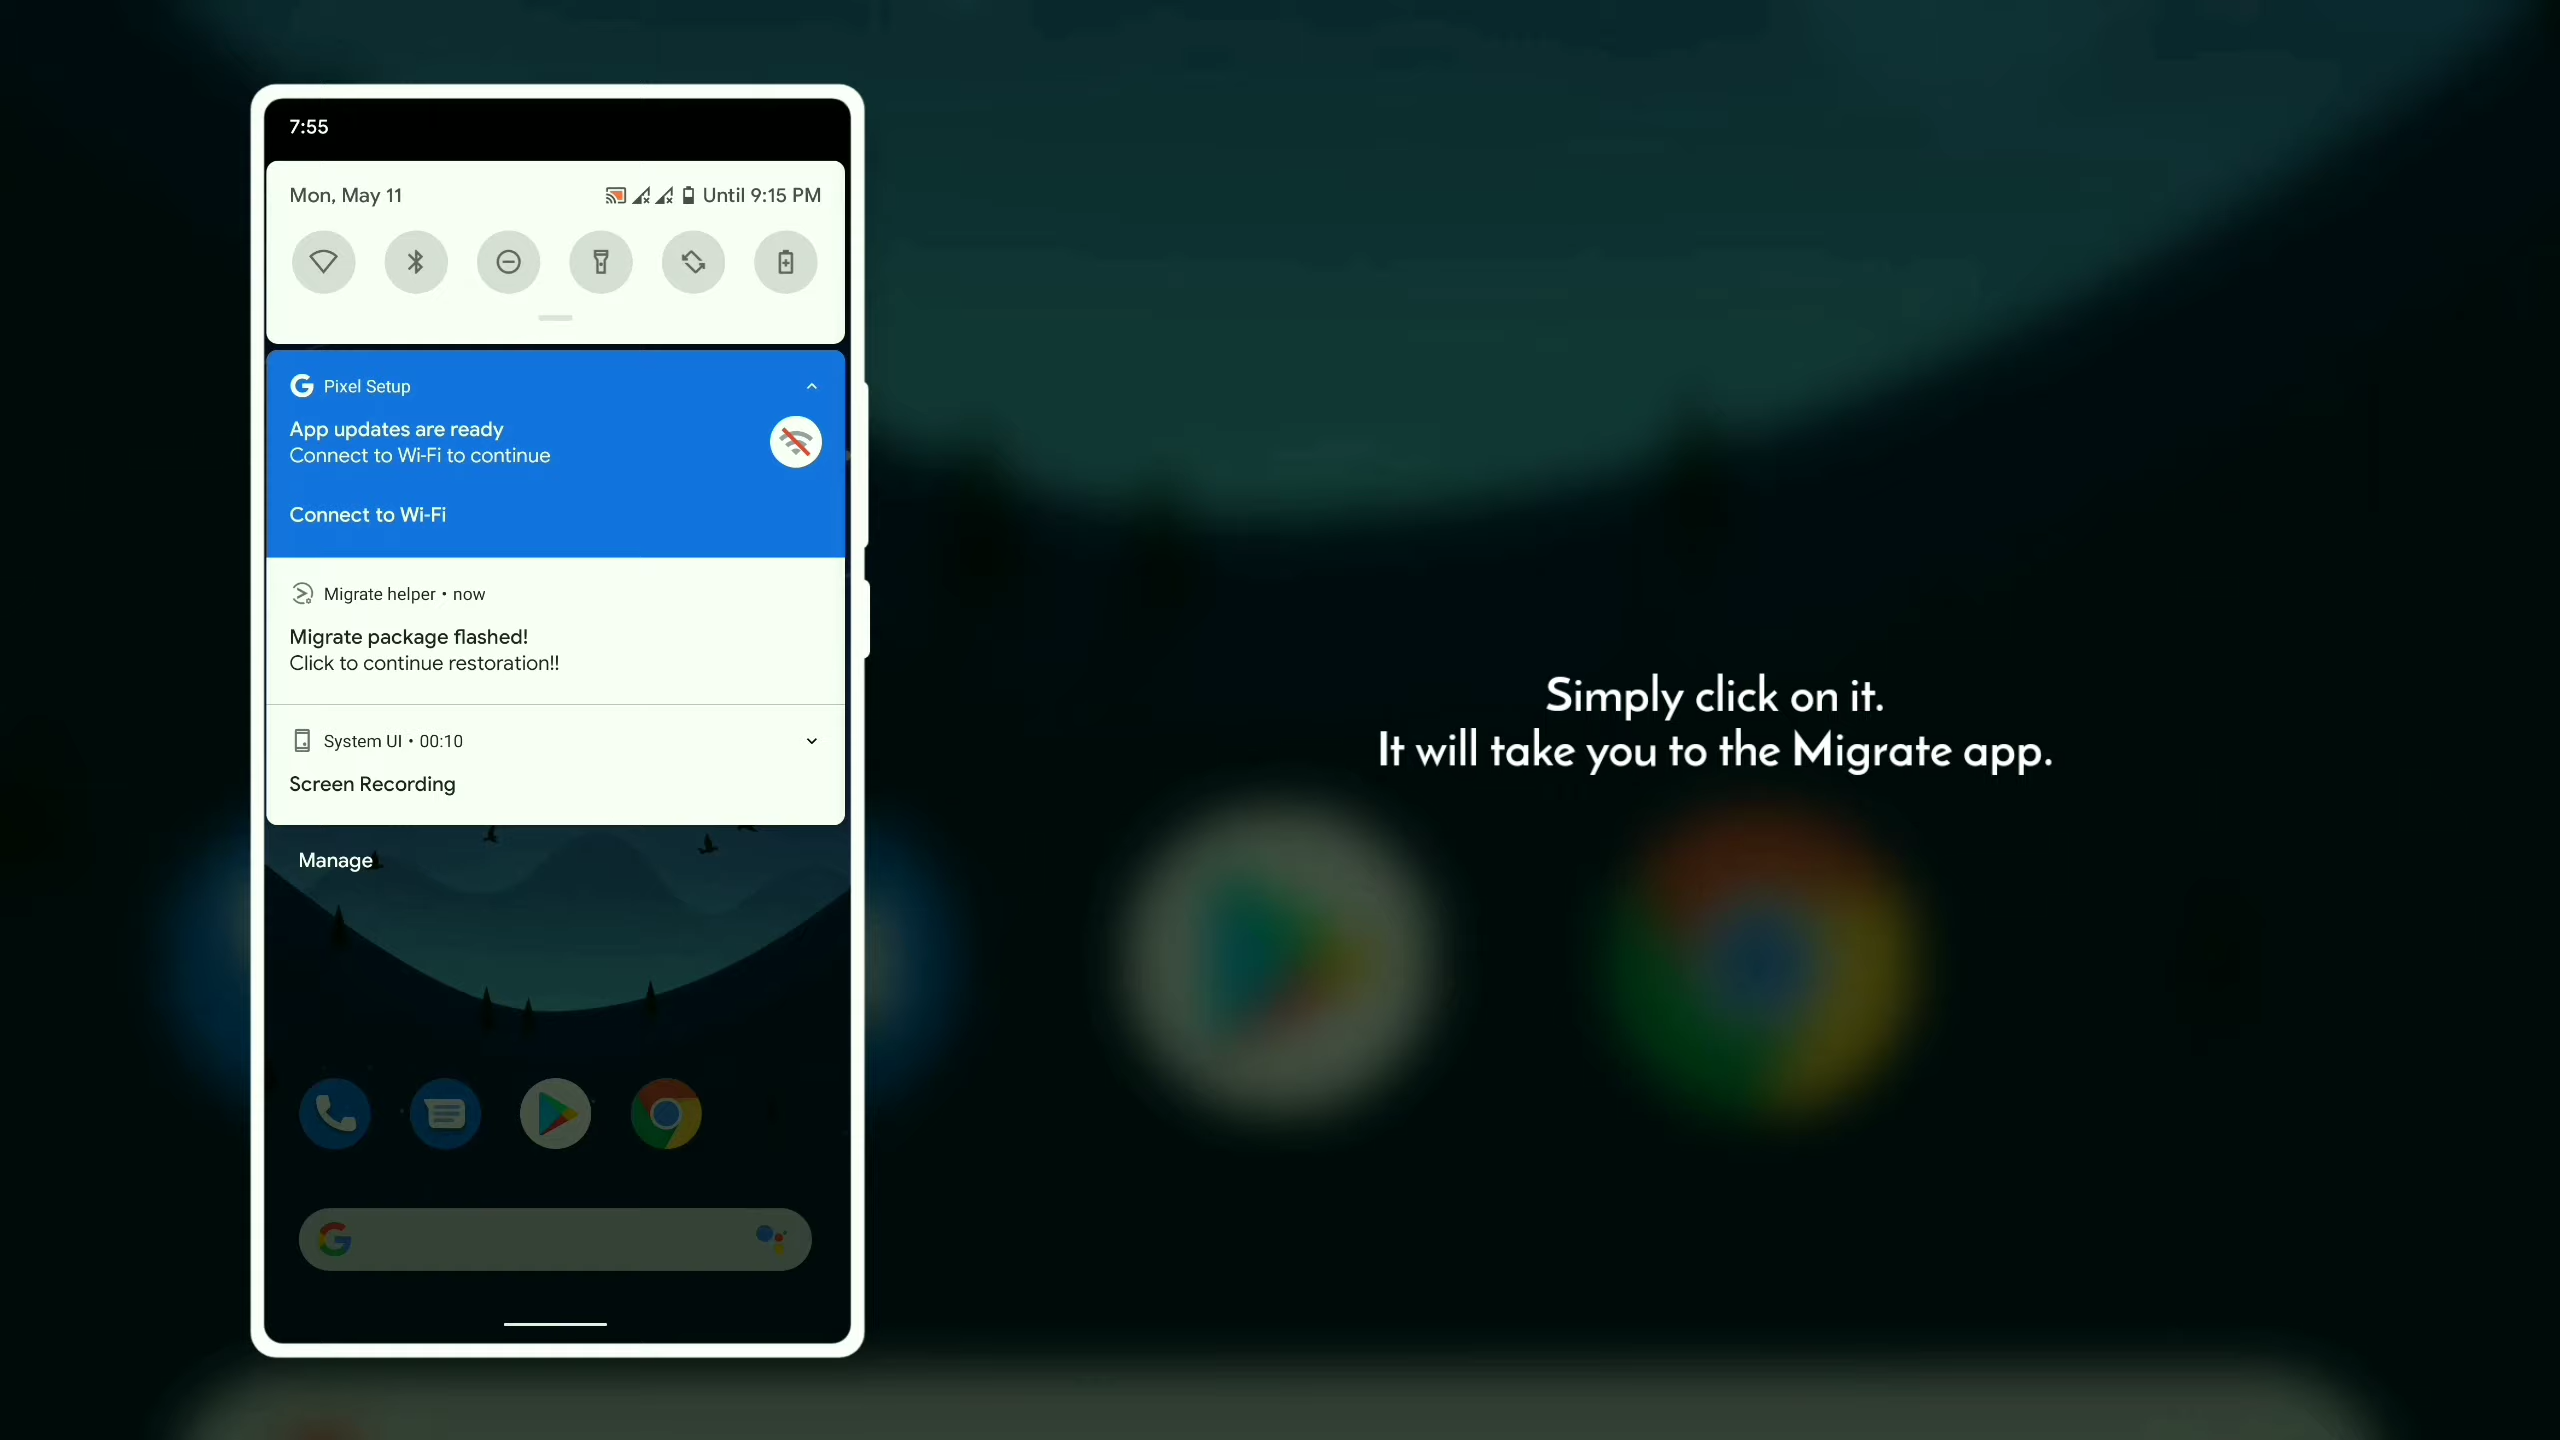 7:55
Mon, May 11
Until 9:15 PM
Pixel Setup
App updates are ready
Connect to Wi-Fi to continue
Connect to Wi-Fi
Migrate helper • now
Migrate package flashed!
Click to continue restoration!!
System UI • 00:10
Screen Recording
Manage
Simply click on it.
It will take you to the Migrate app.